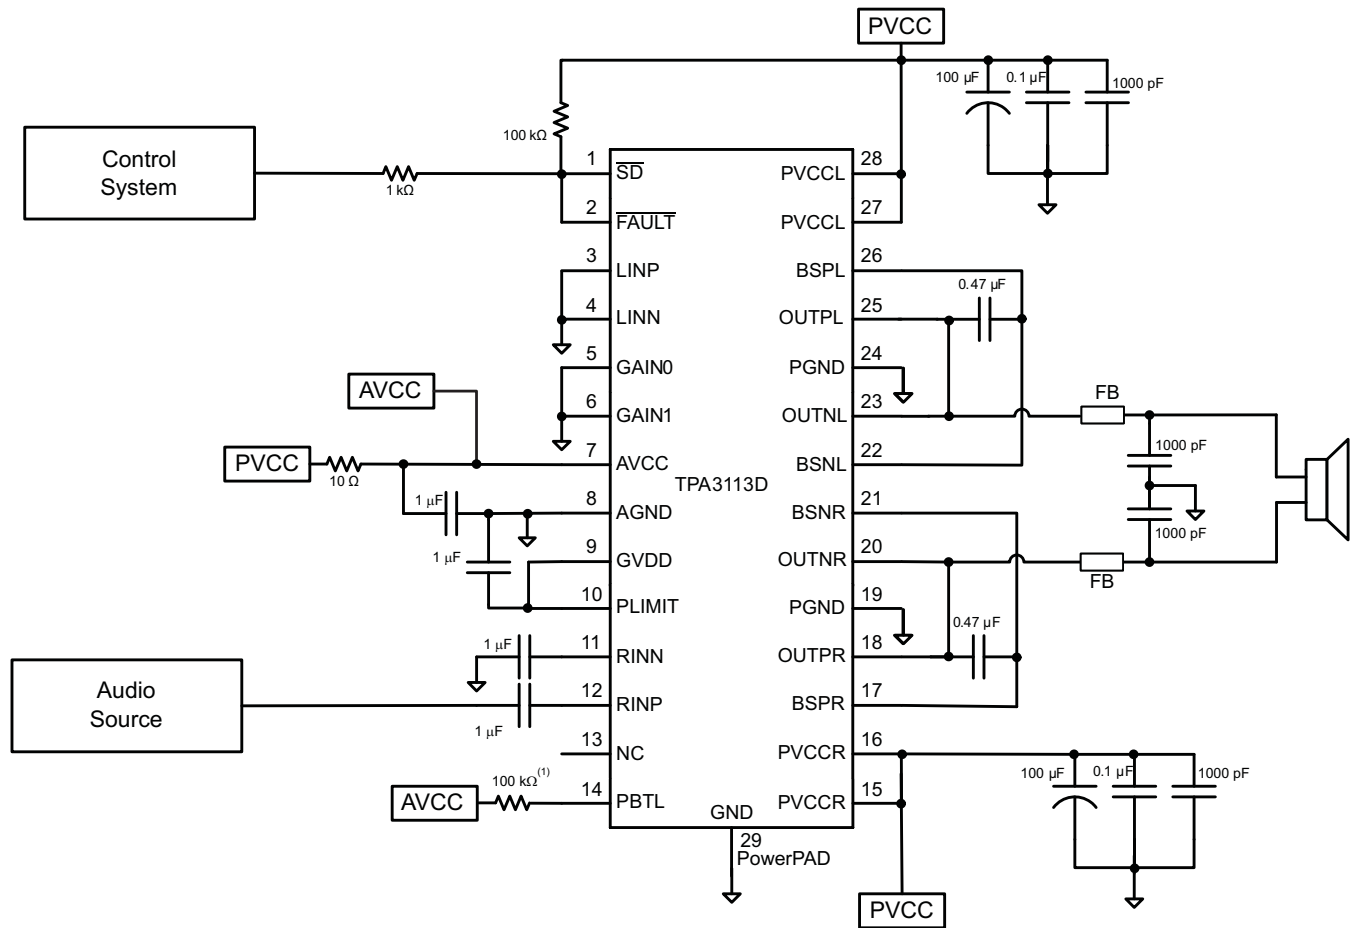 PVCC
100 µF
0.1 µF
1000 pF
100 kΩ
Control
System
1 kΩ
1
SD
28
PVCCL
2
FAULT
27
PVCCL
3
LINP
26
BSPL
0.47 µF
4
LINN
25
OUTPL
5
GAIN0
24
PGND
AVCC
6
GAIN1
23
OUTNL
FB
PVCC
10 Ω
7
AVCC
22
BSNL
1000 pF
TPA3113D
1 µF
8
AGND
21
BSNR
1000 pF
1 µF
9
GVDD
20
OUTNR
FB
10
PLIMIT
19
PGND
0.47 µF
1 µF
11
RINN
18
OUTPR
Audio
Source
12
RINP
17
BSPR
1 µF
13
NC
16
PVCCR
100 µF
0.1 µF
1000 pF
AVCC
100 kΩ(1)
14
PBTL
15
PVCCR
GND
29
PowerPAD
PVCC